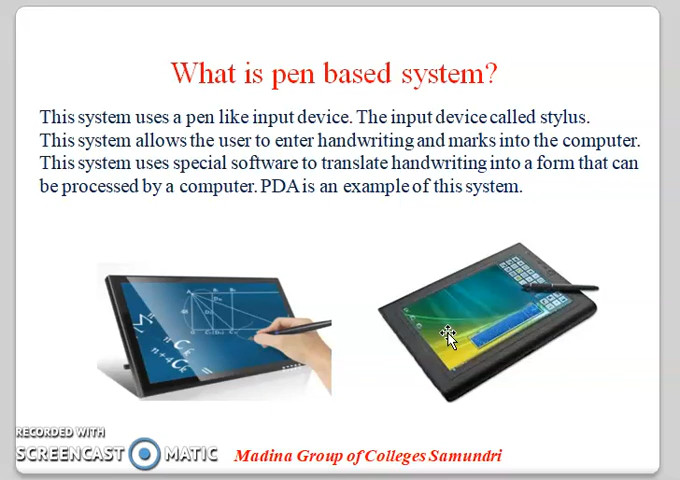 What is pen based system?
This system uses a pen like input device. The input device called stylus.
This system allows the user to enter handwriting and marks into the computer.
This system uses special software to translate handwriting into a form that can
be processed by a computer. PDA is an example of this system.
RECORDED WITH
SCREENCAST MATIC
Madina Group of Colleges Samundri